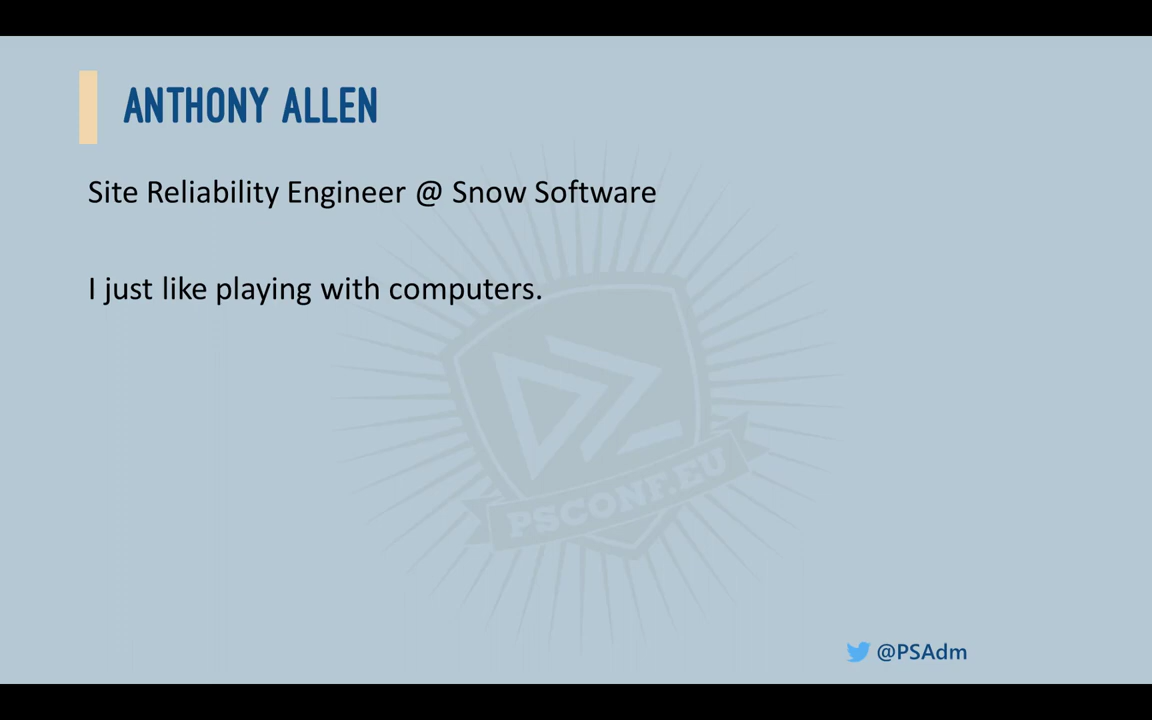 ANTHONY ALLEN
Site Reliability Engineer @ Snow Software
I just like playing with computers.
PSCONF.EU
@PSAdm